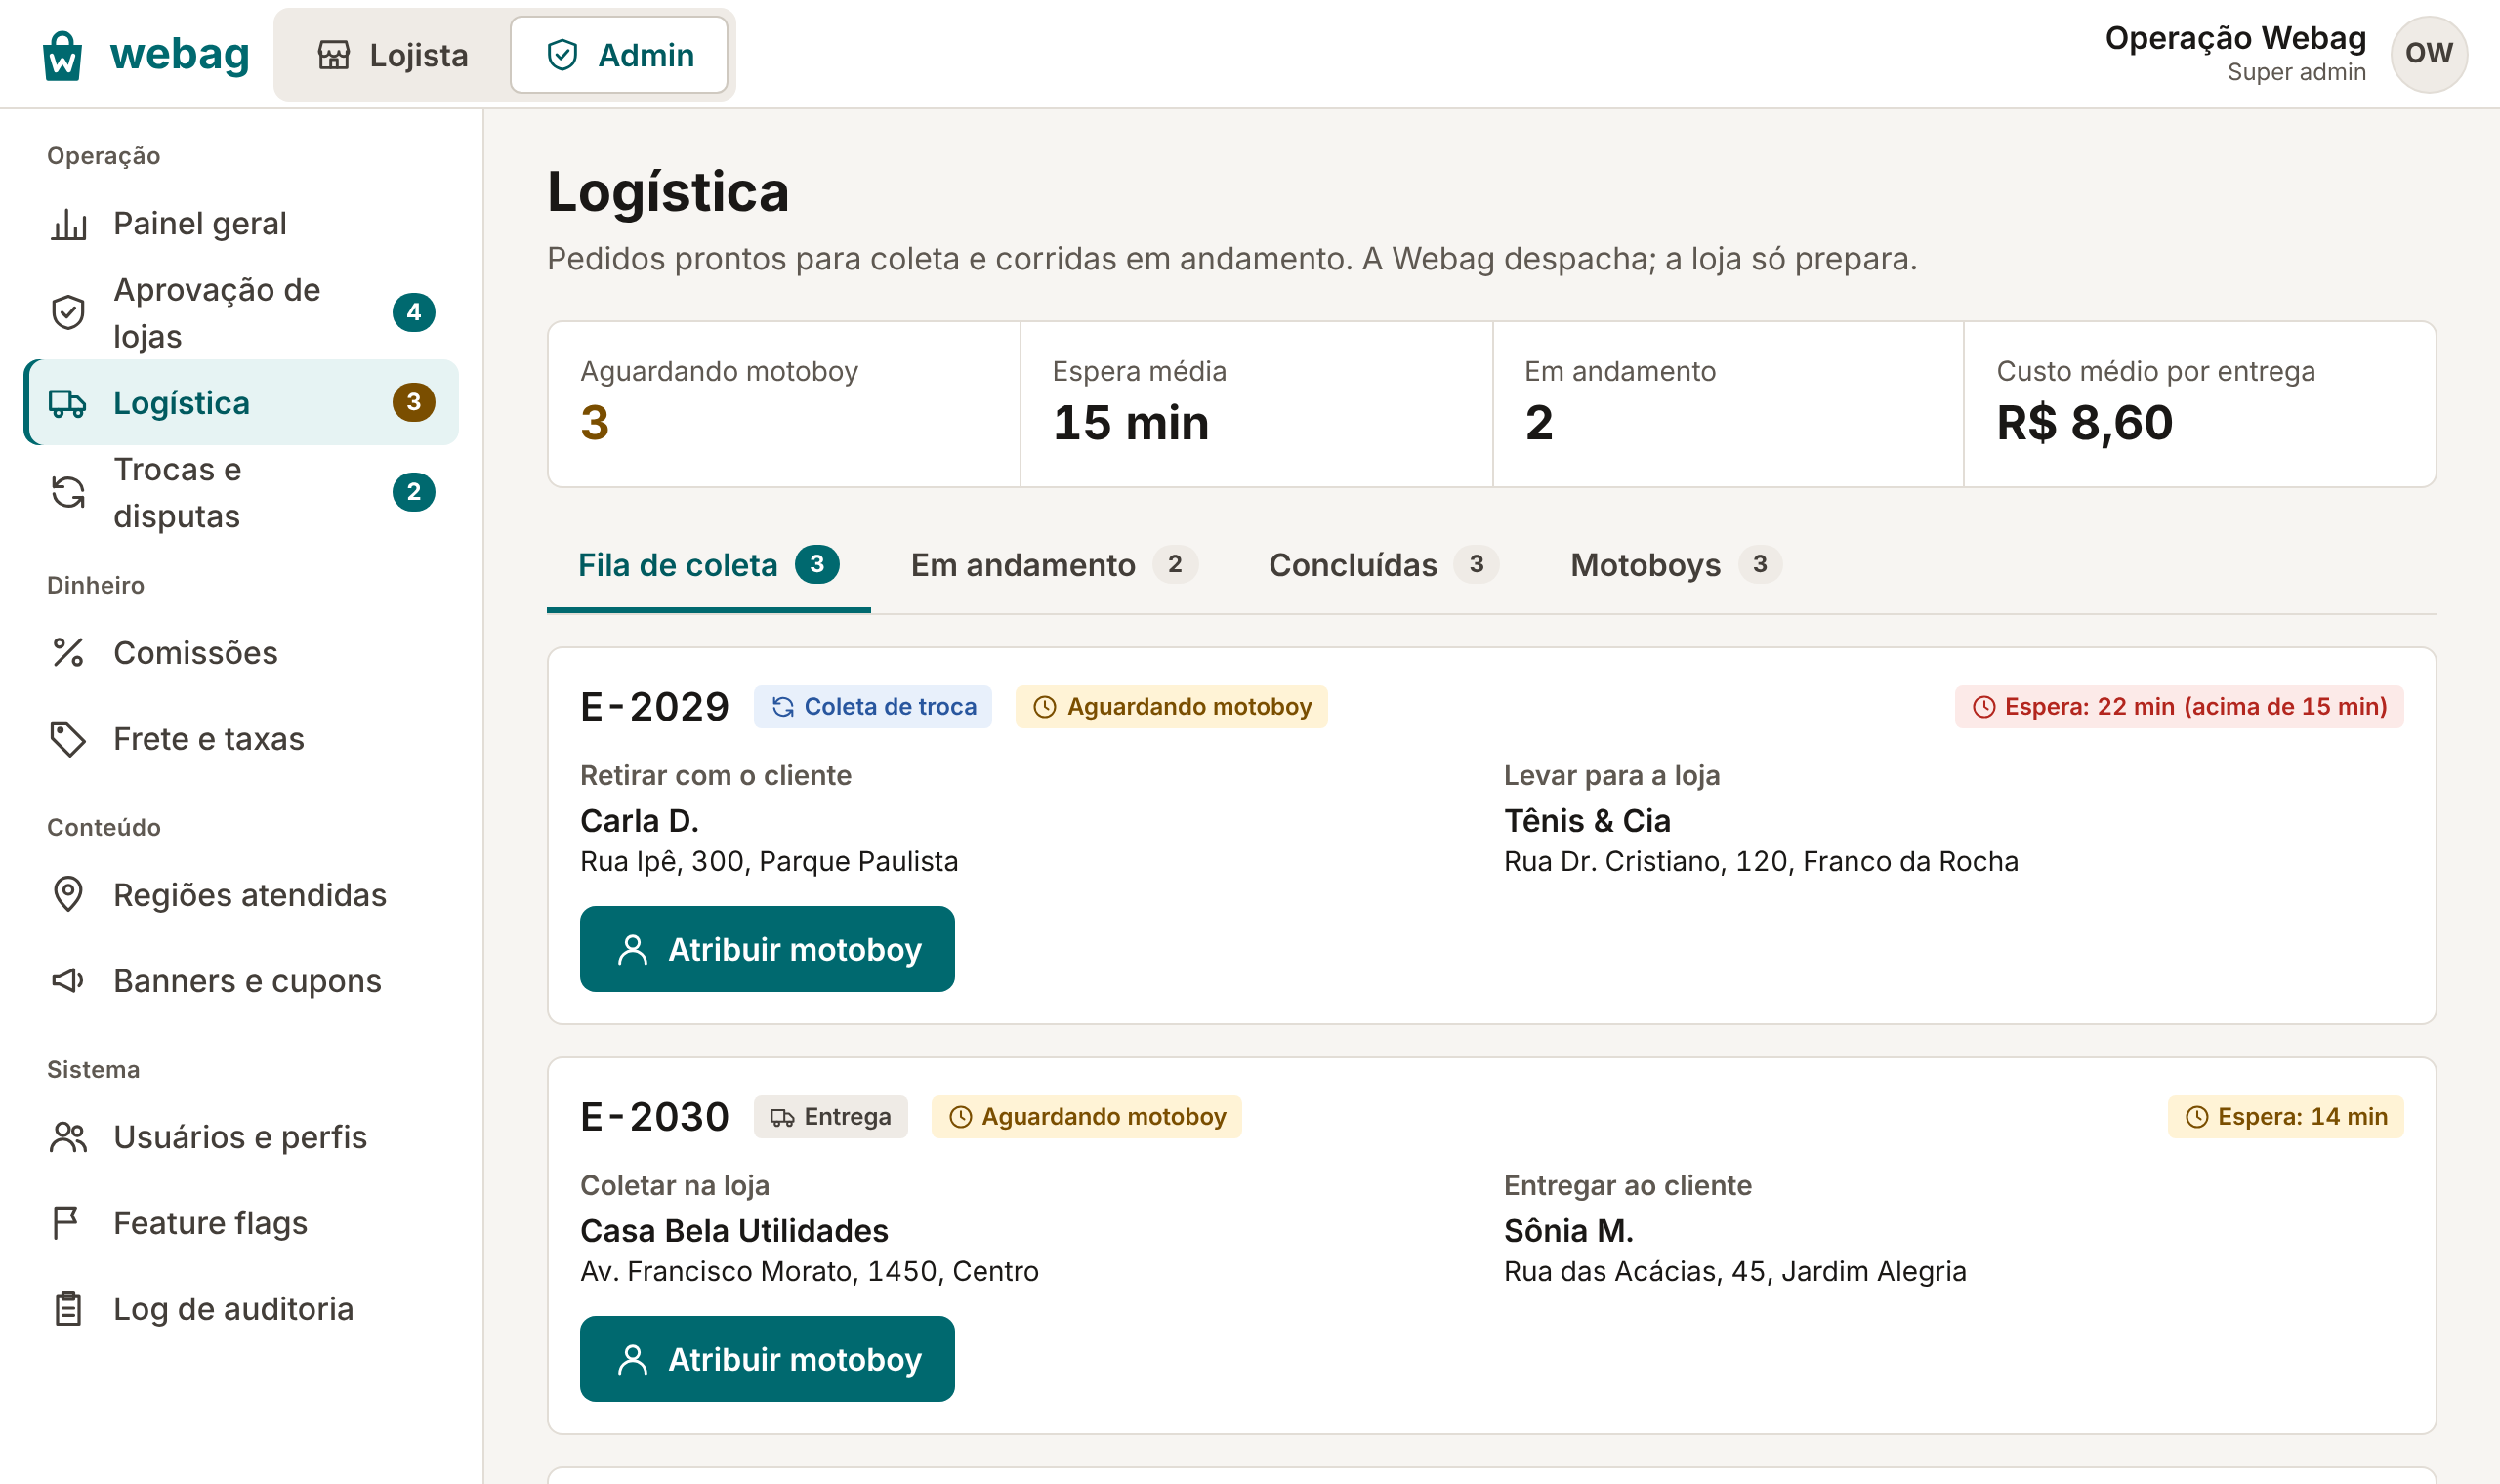 webag
Lojista
Admin
Operação Webag
Super admin
OW
Operação
Painel geral
Aprovação de
lojas
4
Logística
3
Trocas e
disputas
2
Dinheiro
Comissões
Frete e taxas
Conteúdo
Regiões atendidas
Banners e cupons
Sistema
Usuários e perfis
Feature flags
Log de auditoria
Logística
Pedidos prontos para coleta e corridas em andamento. A Webag despacha; a loja só prepara.
Aguardando motoboy
3
Espera média
15 min
Em andamento
2
Custo médio por entrega
R$ 8,60
Fila de coleta 3
Em andamento 2
Concluídas 3
Motoboys 3
E-2029
Coleta de troca
Aguardando motoboy
Espera: 22 min (acima de 15 min)
Retirar com o cliente
Carla D.
Rua Ipê, 300, Parque Paulista
Levar para a loja
Tênis & Cia
Rua Dr. Cristiano, 120, Franco da Rocha
Atribuir motoboy
E-2030
Entrega
Aguardando motoboy
Espera: 14 min
Coletar na loja
Casa Bela Utilidades
Av. Francisco Morato, 1450, Centro
Entregar ao cliente
Sônia M.
Rua das Acácias, 45, Jardim Alegria
Atribuir motoboy